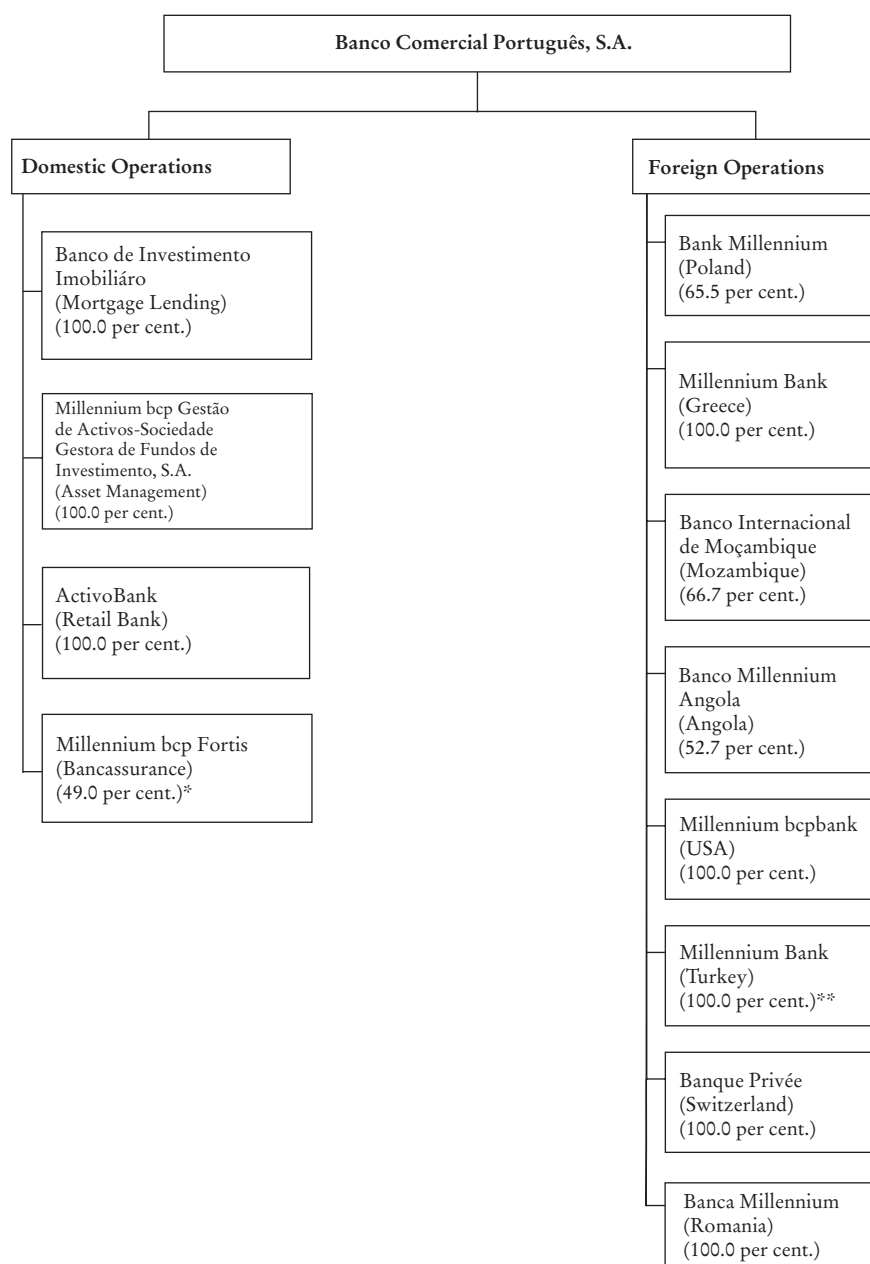 Banco Comercial Português, S.A.
Domestic Operations
Banco de Investimento
Imobiliáro
(Mortgage Lending)
(100.0 per cent.)
Millennium bcp Gestão
de Activos-Sociedade
Gestora de Fundos de
Investimento, S.A.
(Asset Management)
(100.0 per cent.)
ActivoBank
(Retail Bank)
(100.0 per cent.)
Millennium bcp Fortis
(Bancassurance)
(49.0 per cent.)*
Foreign Operations
Bank Millennium
(Poland)
(65.5 per cent.)
Millennium Bank
(Greece)
(100.0 per cent.)
Banco Internacional
de Moçambique
(Mozambique)
(66.7 per cent.)
Banco Millennium
Angola
(Angola)
(52.7 per cent.)
Millennium bcpbank
(USA)
(100.0 per cent.)
Millennium Bank
(Turkey)
(100.0 per cent.)**
Banque Privée
(Switzerland)
(100.0 per cent.)
Banca Millennium
(Romania)
(100.0 per cent.)